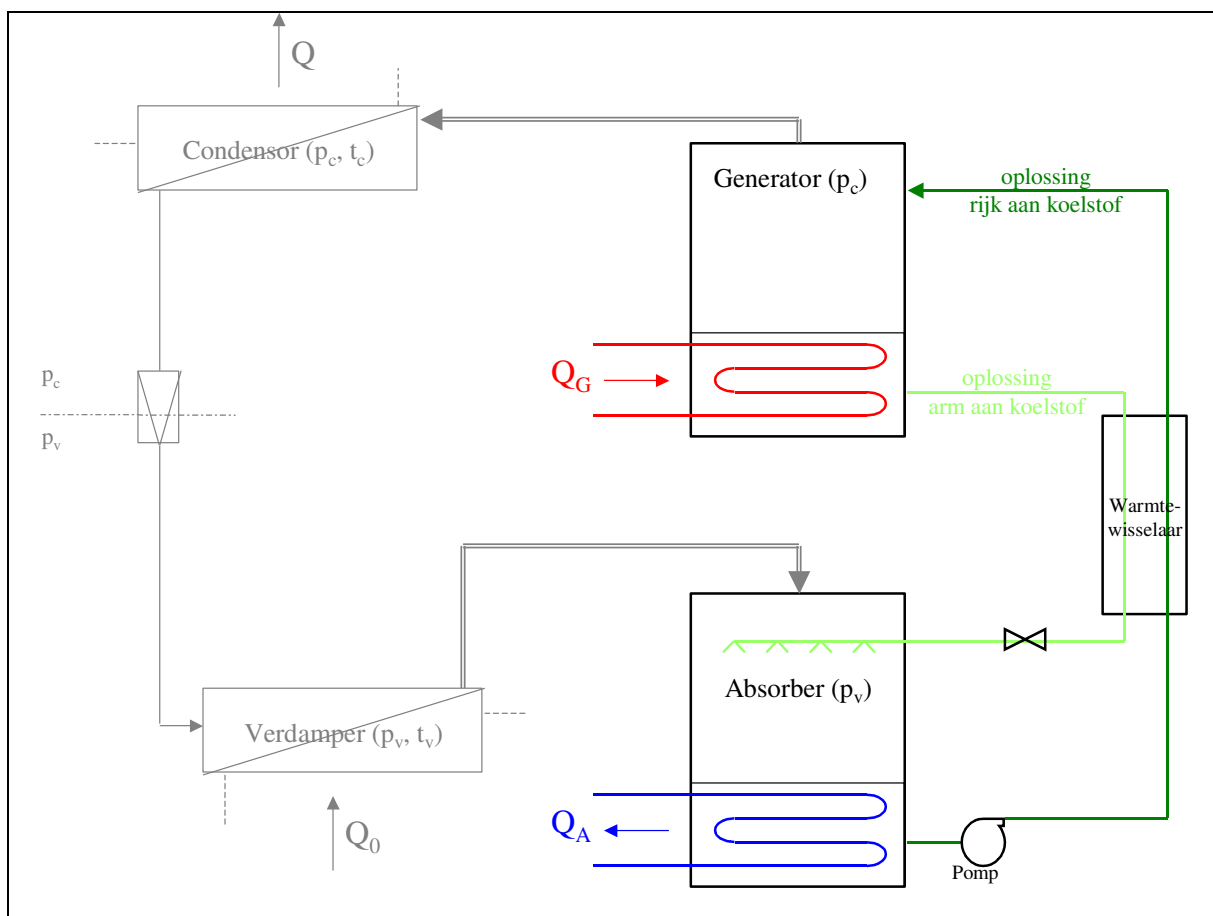 Q
Condensor (pc, tc)
Generator (pc)
oplossing
rijk aan koelstof
QG
oplossing
arm aan koelstof
pc
pv
Warmte-
wisselaar
Absorber (pv)
Verdamper (pv, tv)
QA
Q0
Pomp